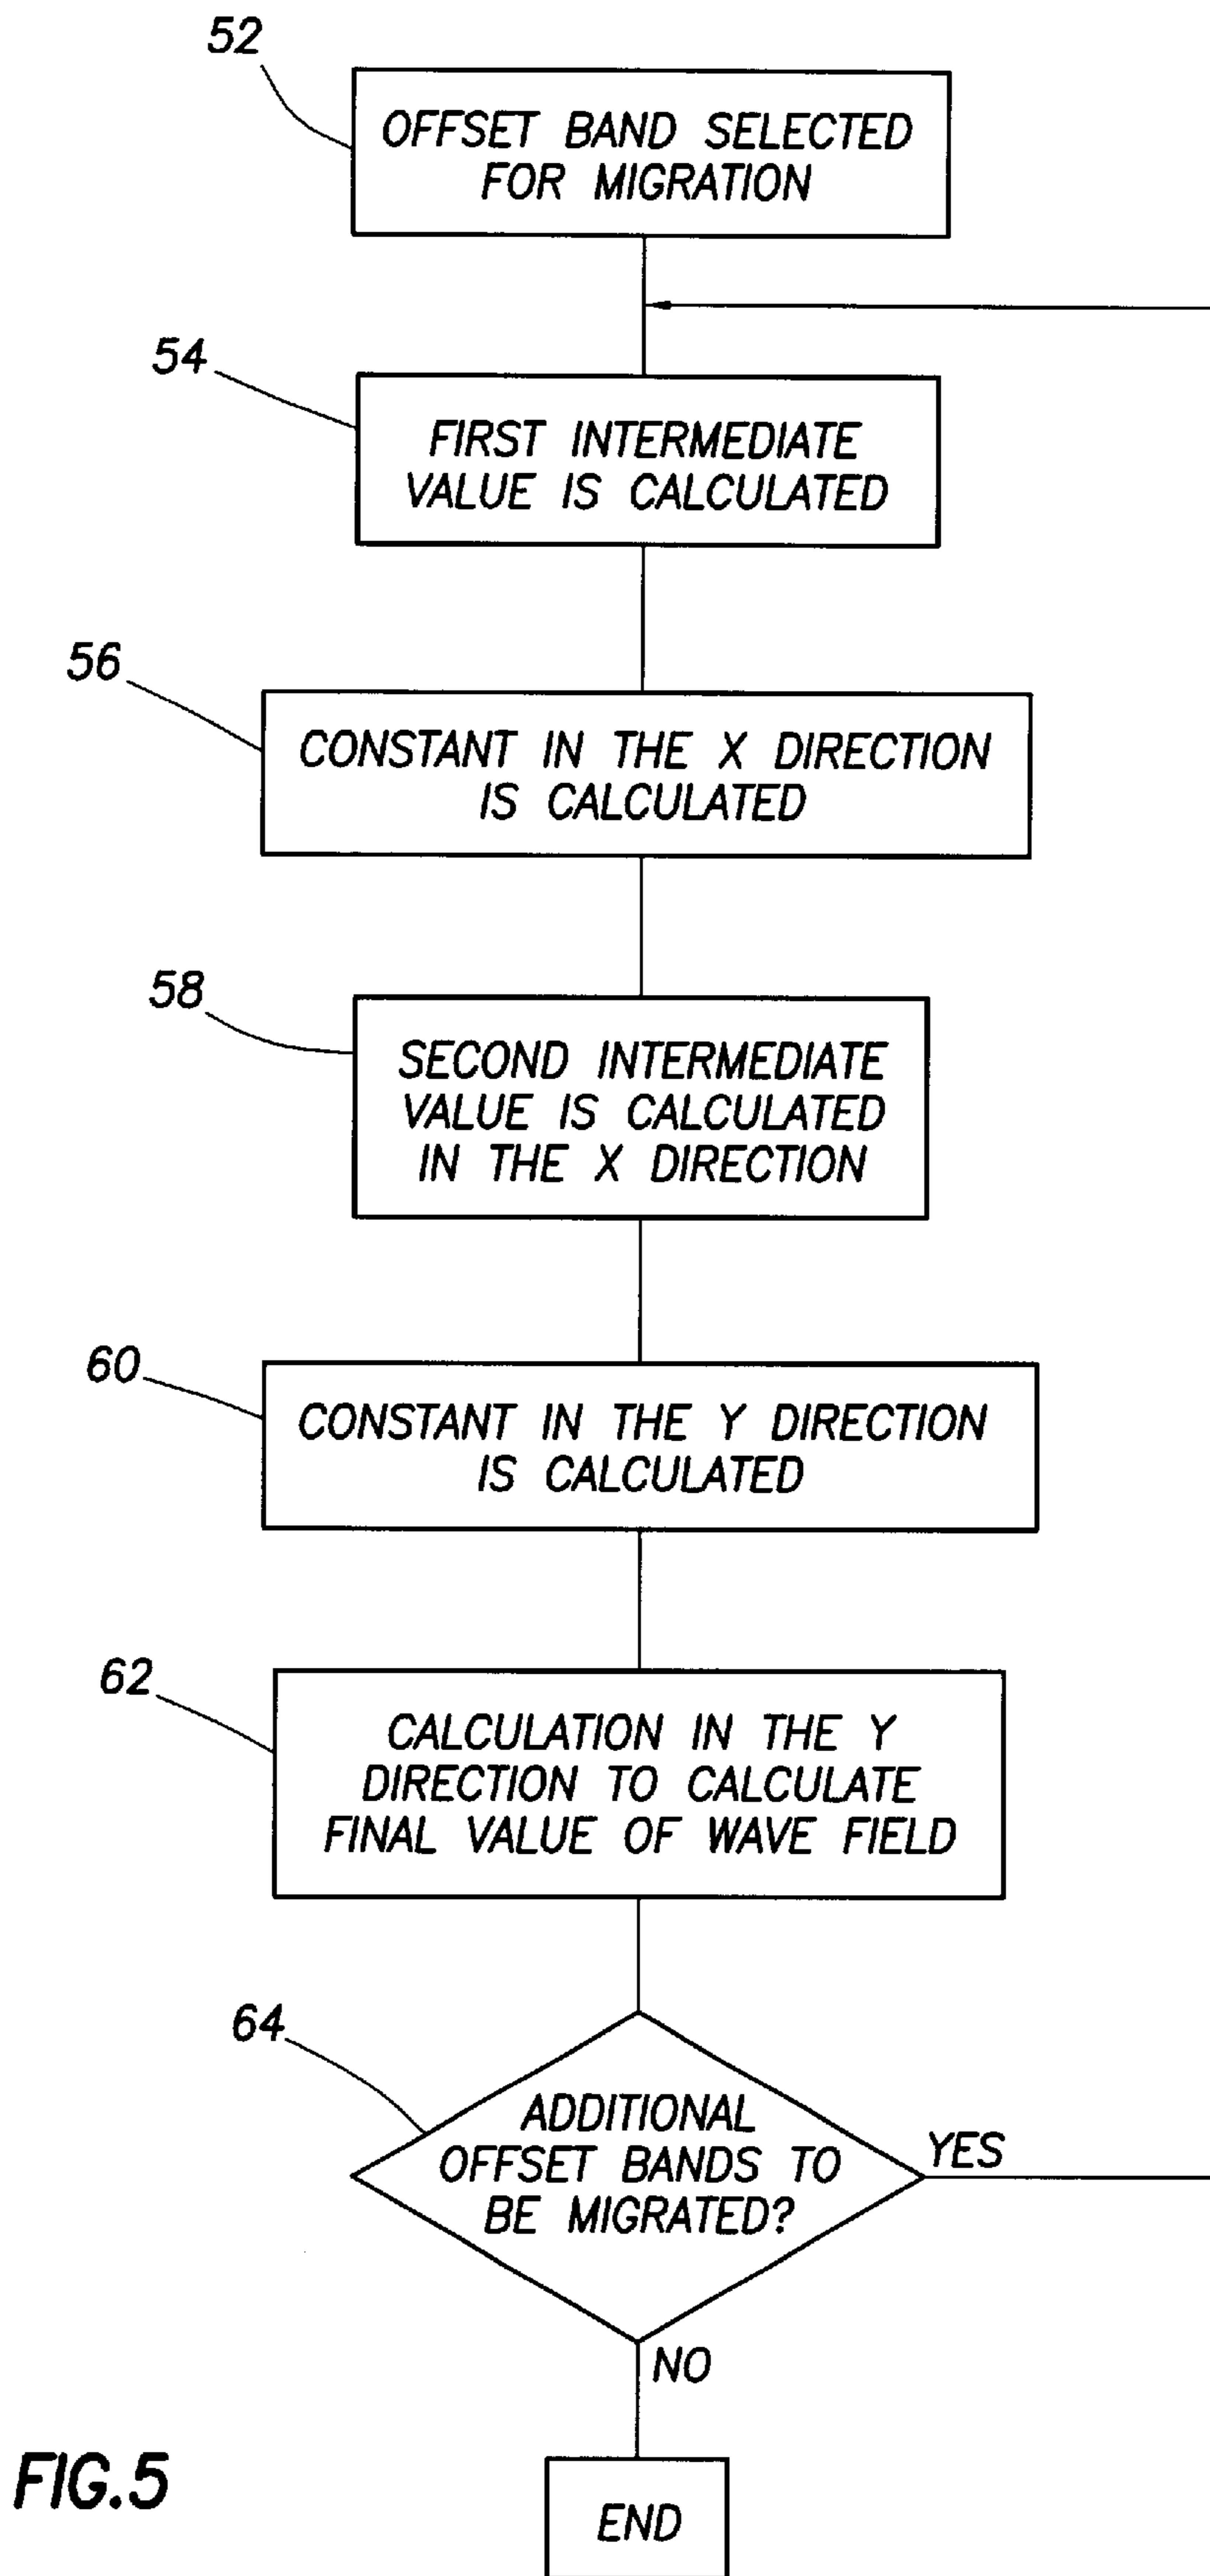 52
OFFSET BAND SELECTED
FOR MIGRATION
54
FIRST INTERMEDIATE
VALUE IS CALCULATED
56
CONSTANT IN THE X DIRECTION
IS CALCULATED
58
SECOND INTERMEDIATE
VALUE IS CALCULATED
IN THE X DIRECTION
60
CONSTANT IN THE Y DIRECTION
IS CALCULATED
62
CALCULATION IN THE Y
DIRECTION TO CALCULATE
FINAL VALUE OF WAVE FIELD
64
ADDITIONAL
OFFSET BANDS TO
BE MIGRATED?
YES
NO
END
FIG.5